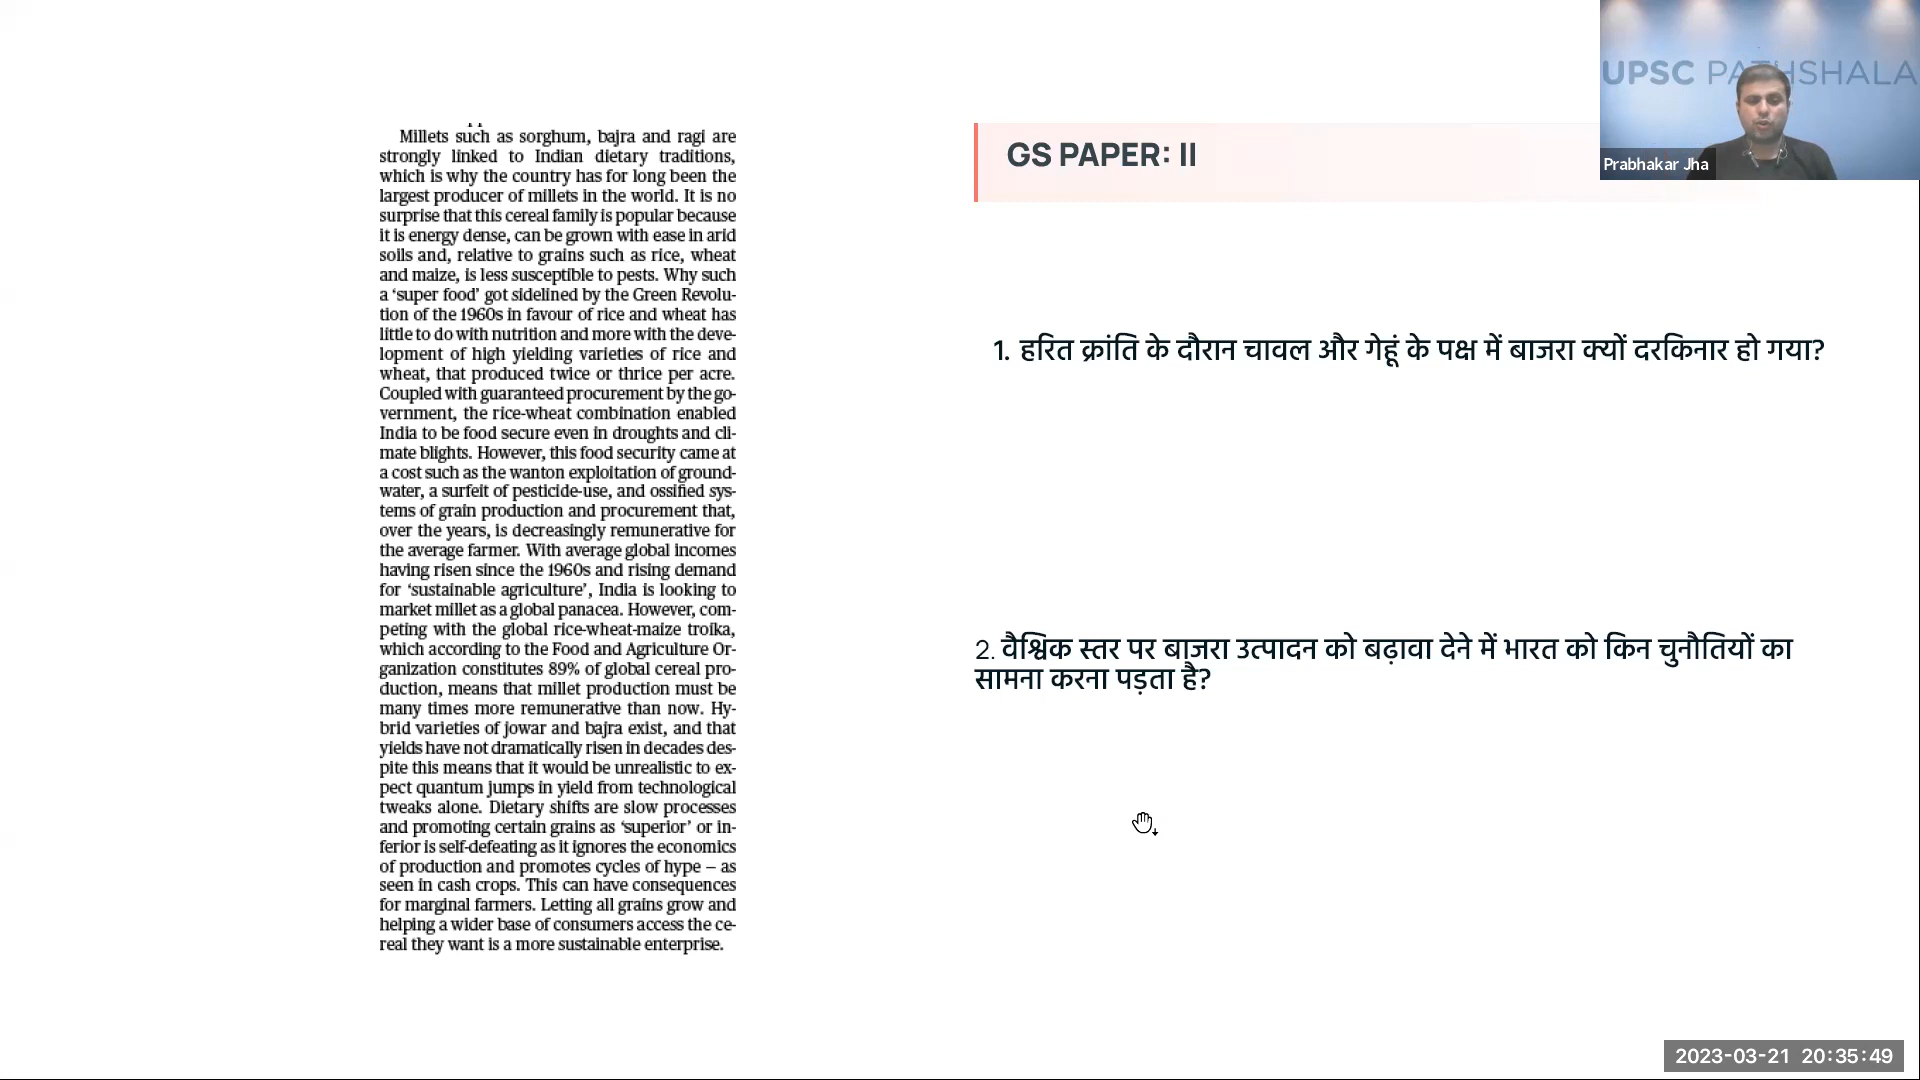 Millets such as sorghum, bajra and ragi are
strongly linked to Indian dietary traditions,
which is why the country has for long been the
largest producer of millets in the world. It is no
surprise that this cereal family is popular because
it is energy dense, can be grown with ease in arid
soils and, relative to grains such as rice, wheat
and maize, is less susceptible to pests. Why such
a ‘super food’ got sidelined by the Green Revolu-
tion of the 1960s in favour of rice and wheat has
little to do with nutrition and more with the deve-
lopment of high yielding varieties of rice and
wheat, that produced twice or thrice per acre.
Coupled with guaranteed procurement by the go-
vernment, the rice-wheat combination enabled
India to be food secure even in droughts and cli-
mate blights. However, this food security came at
a cost such as the wanton exploitation of ground-
water, a surfeit of pesticide-use, and ossified sys-
tems of grain production and procurement that,
over the years, is decreasingly remunerative for
the average farmer. With average global incomes
having risen since the 1960s and rising demand
for ‘sustainable agriculture’, India is looking to
market millet as a global panacea. However, com-
peting with the global rice-wheat-maize troika,
which according to the Food and Agriculture Or-
ganization constitutes 89% of global cereal pro-
duction, means that millet production must be
many times more remunerative than now. Hy-
brid varieties of jowar and bajra exist, and that
yields have not dramatically risen in decades des-
pite this means that it would be unrealistic to ex-
pect quantum jumps in yield from technological
tweaks alone. Dietary shifts are slow processes
and promoting certain grains as ‘superior’ or in-
ferior is self-defeating as it ignores the economics
of production and promotes cycles of hype – as
seen in cash crops. This can have consequences
for marginal farmers. Letting all grains grow and
helping a wider base of consumers access the ce-
real they want is a more sustainable enterprise.
GS PAPER: II
1. हरित क्रांति के दौरान चावल और गेहूं के पक्ष में बाजरा क्यों दरकिनार हो गया?
2. वैश्विक स्तर पर बाजरा उत्पादन को बढ़ावा देने में भारत को किन चुनौतियों का
सामना करना पड़ता है?
UPSC PATHSHALA
Prabhakar Jha
2023-03-21 20:35:49